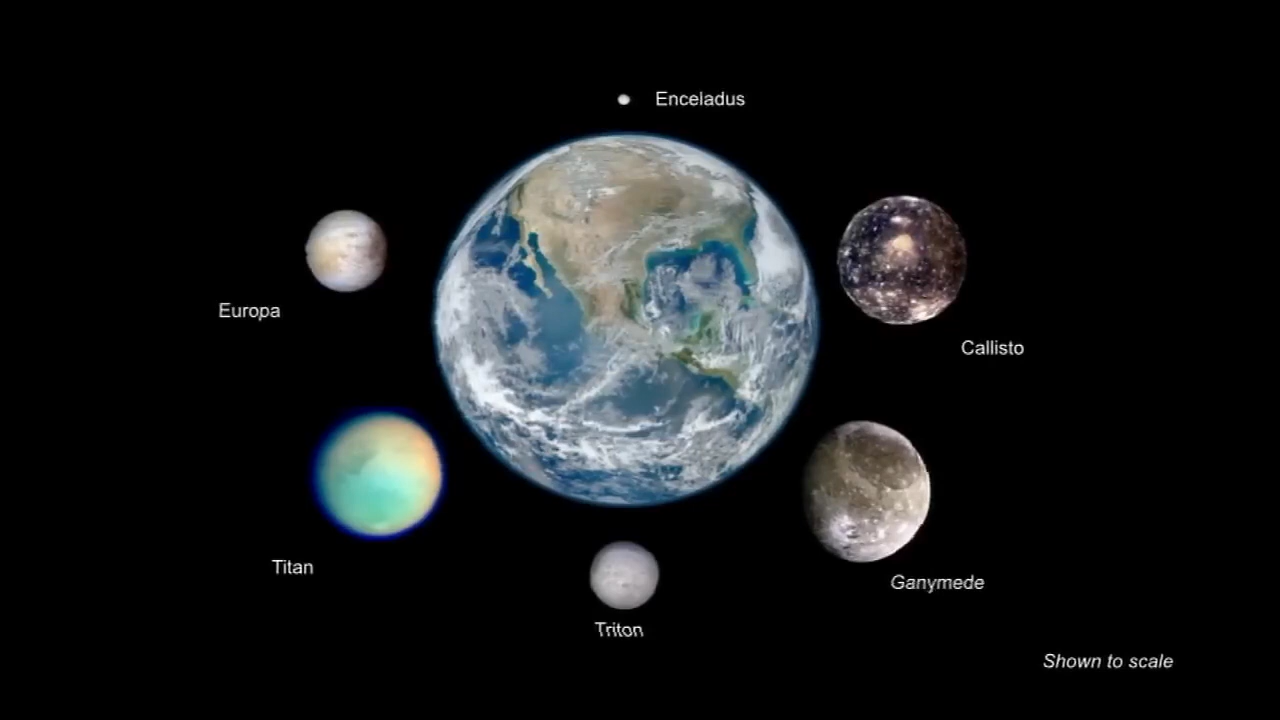 Enceladus
Europa
Callisto
Titan
Ganymede
Triton
Shown to scale